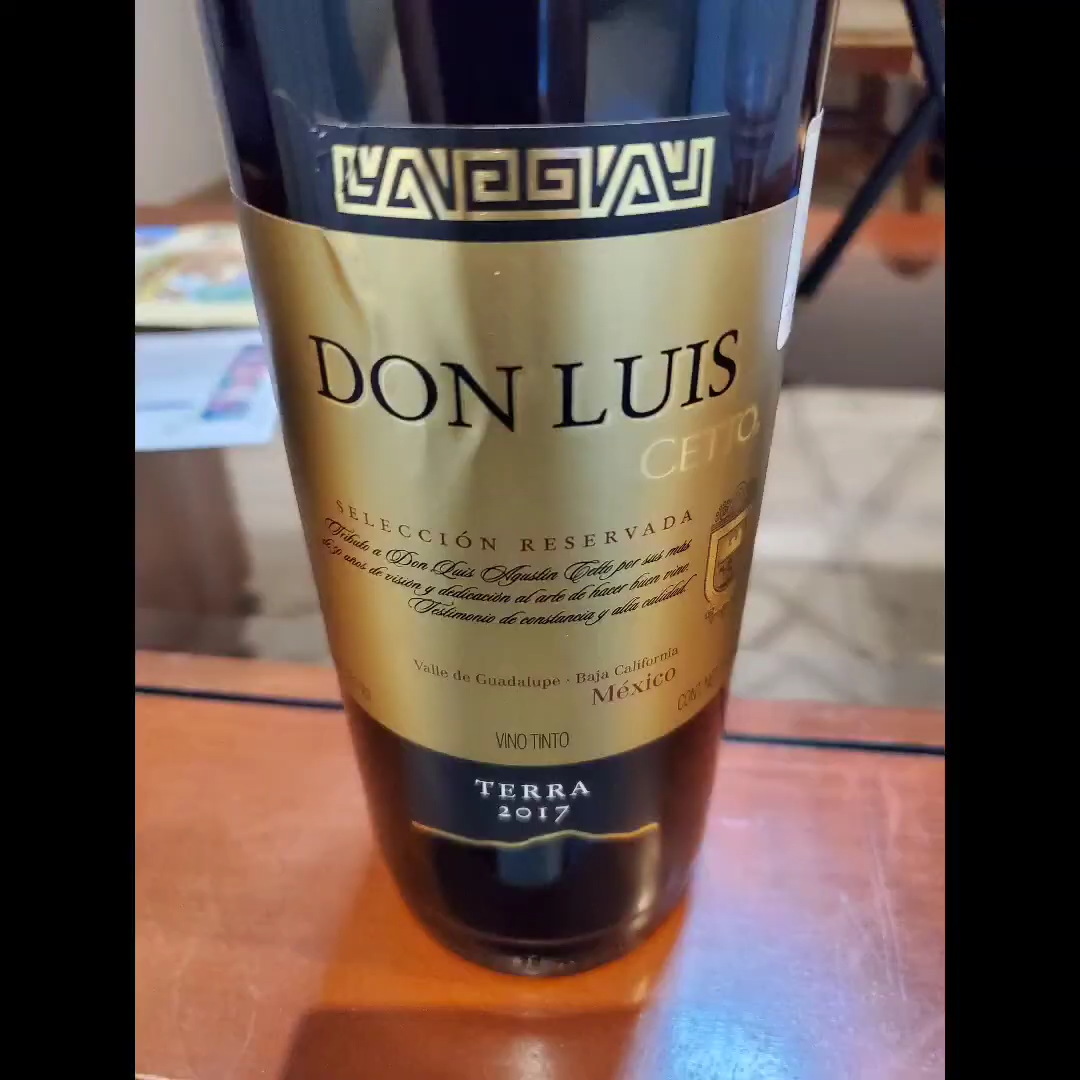 DON LUIS
CETTO
SELECCIÓN RESERVADA
Tributo a Don Luis Agustín Cetto por sus más
de 50 años de visión y dedicación al arte de hacer buen vino.
Testimonio de constancia y alta calidad.
Valle de Guadalupe · Baja California
México
VINO TINTO
TERRA
2017